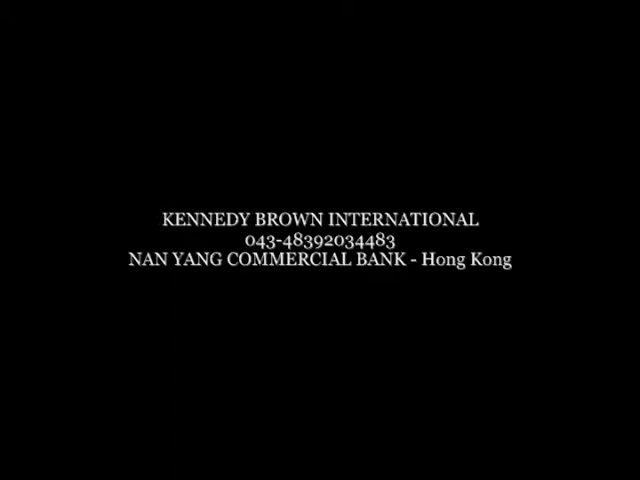 KENNEDY BROWN INTERNATIONAL
043-48392034483
NAN YANG COMMERCIAL BANK - Hong Kong